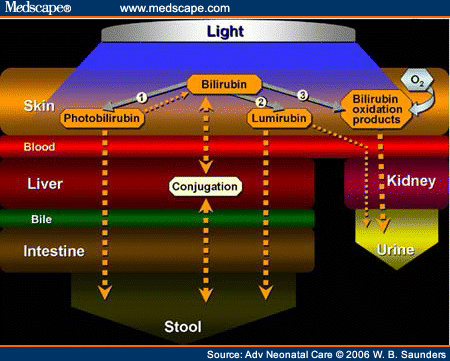 Medscape® www.medscape.com
Light
Bilirubin
O2
1
2
3
Skin
Photobilirubin
Lumirubin
Bilirubin
oxidation
products
Blood
Liver
Conjugation
Kidney
Bile
Intestine
Urine
Stool
Source: Adv Neonatal Care © 2006 W. B. Saunders